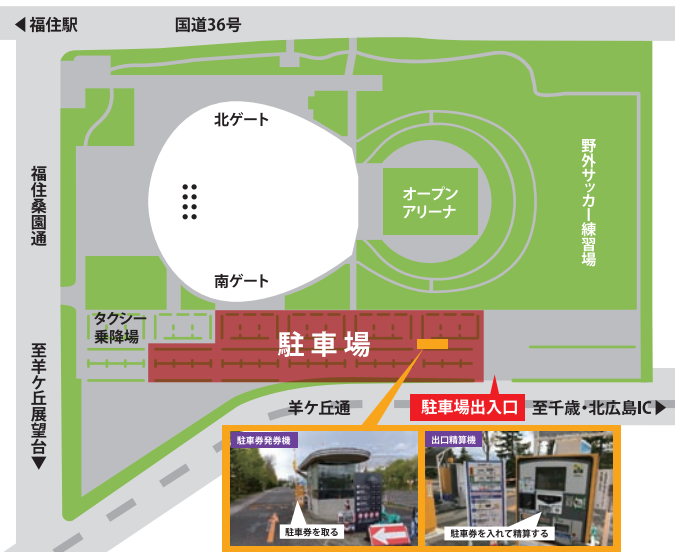 ◀福住駅
国道36号
北ゲート
福住桑園通
オープン
アリーナ
野外サッカー練習場
南ゲート
タクシー
乗降場
駐車場
至羊ケ丘展望台▼
羊ケ丘通
駐車場出入口
至千歳・北広島IC▶
駐車券発券機
出口精算機
駐車券を取る
駐車券を入れて精算する